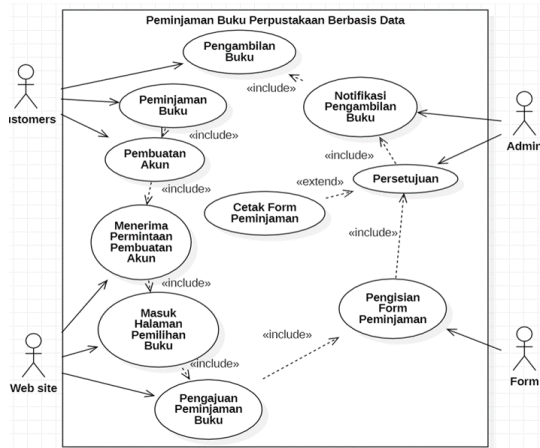 Peminjaman Buku Perpustakaan Berbasis Data
Pengambilan
Buku
«include»
Notifikasi
Pengambilan
Buku
Peminjaman
Buku
ustomers
Admin
«include»
Pembuatan
Akun
«include»
«include»
Persetujuan
«extend»
Cetak Form
Peminjaman
Menerima
Permintaan
Pembuatan
Akun
«include»
«include»
Masuk
Halaman
Pemilihan
Buku
Pengisian
Form
Peminjaman
«include»
«include»
Web site
Form
Pengajuan
Peminjaman
Buku